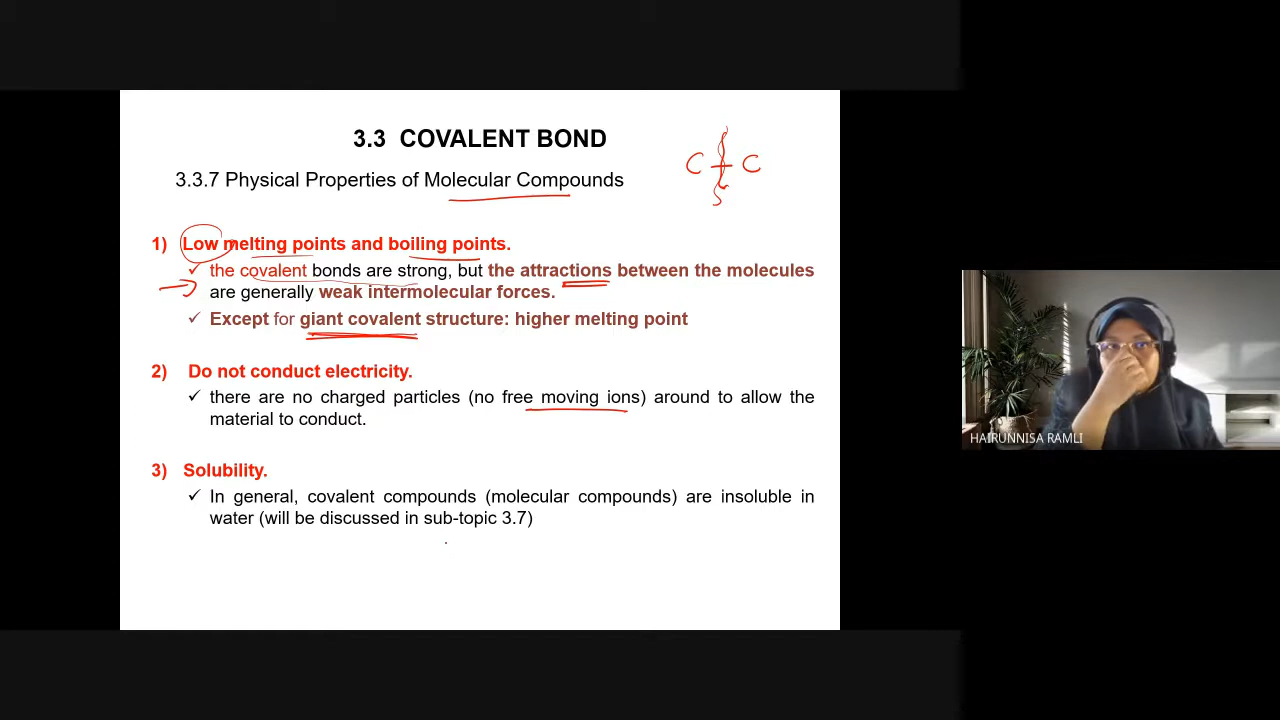 3.3 COVALENT BOND
C C
3.3.7 Physical Properties of Molecular Compounds
1) Low melting points and boiling points.
✓ the covalent bonds are strong, but the attractions between the molecules
are generally weak intermolecular forces.
✓ Except for giant covalent structure: higher melting point
2) Do not conduct electricity.
✓ there are no charged particles (no free moving ions) around to allow the
material to conduct.
3) Solubility.
✓ In general, covalent compounds (molecular compounds) are insoluble in
water (will be discussed in sub-topic 3.7)
HAIRUNNISA RAMLI